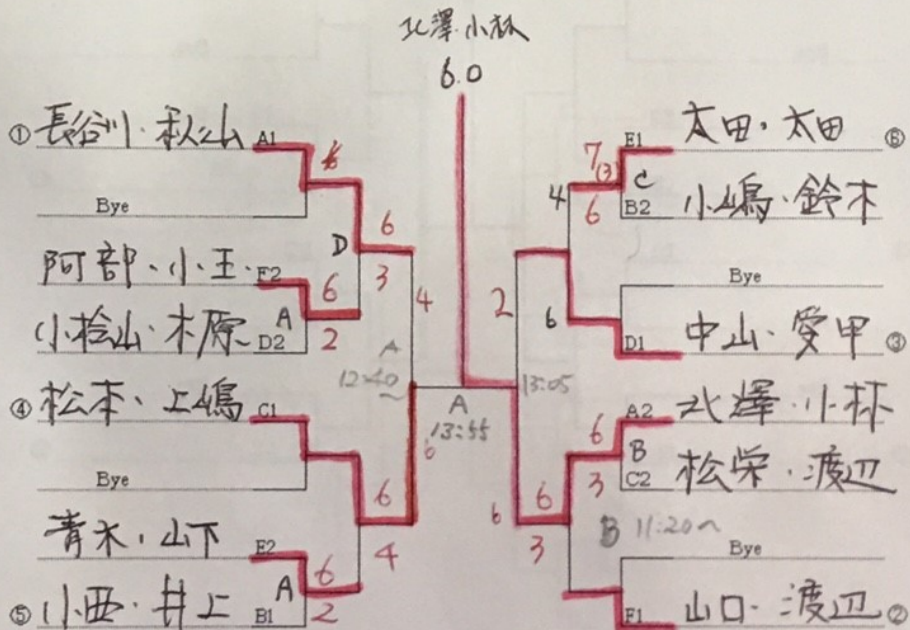 北澤・小林
6.0
① 長谷川・秋山 A1
Bye
阿部・小玉 F2
小桧山・木原 D2
④ 松本・上嶋 C1
Bye
青木・山下 E2
⑤ 小西・井上 B1
D
6
3
A
6
2
4
A
12:40~
6
6
4
A
6
2
A
13:55
E1 太田・太田 ⑥
B2 小嶋・鈴木
Bye
D1 中山・愛甲 ③
A2 北澤・小林
C2 松栄・渡辺
Bye
F1 山口・渡辺 ②
7(3)
6
C
4
6
2
13:05
6
3
B
6
6
3
B 11:20~